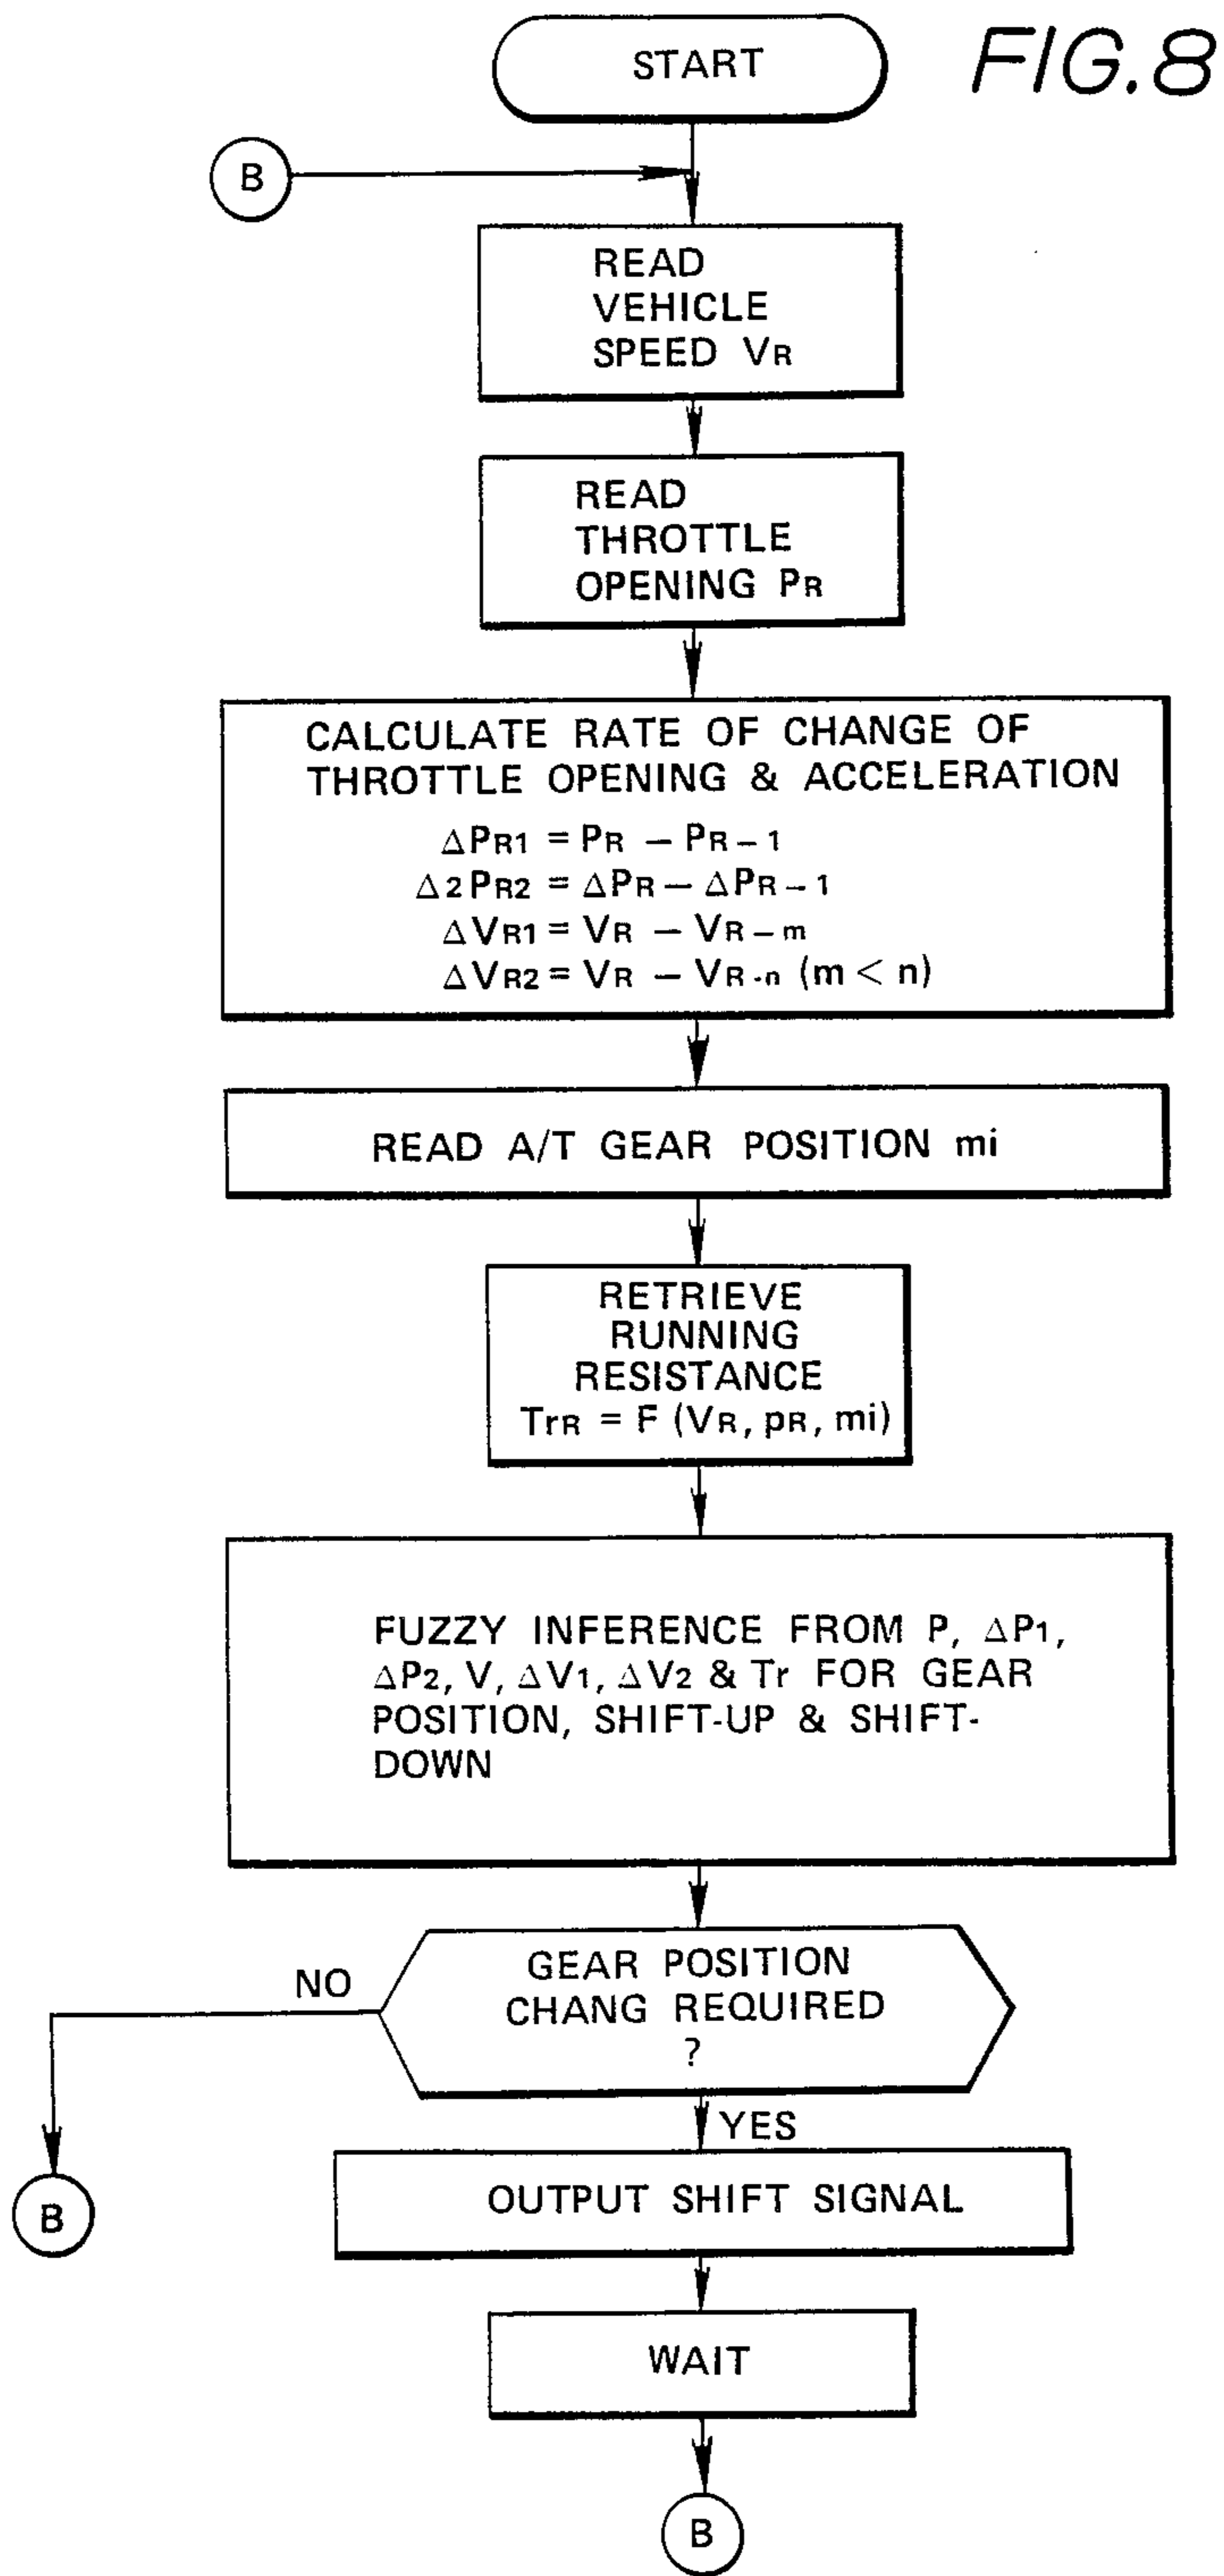 FIG.8
START
B
READ
VEHICLE
SPEED VR
READ
THROTTLE
OPENING PR
CALCULATE RATE OF CHANGE OF
THROTTLE OPENING & ACCELERATION
ΔPR1 = PR − PR−1
Δ2PR2 = ΔPR − ΔPR−1
ΔVR1 = VR − VR−m
ΔVR2 = VR − VR-n (m < n)
READ A/T GEAR POSITION mi
RETRIEVE
RUNNING
RESISTANCE
TrR = F (VR, pR, mi)
FUZZY INFERENCE FROM P, ΔP1,
ΔP2, V, ΔV1, ΔV2 & Tr FOR GEAR
POSITION, SHIFT-UP & SHIFT-
DOWN
GEAR POSITION
CHANG REQUIRED
?
NO
YES
B
OUTPUT SHIFT SIGNAL
WAIT
B